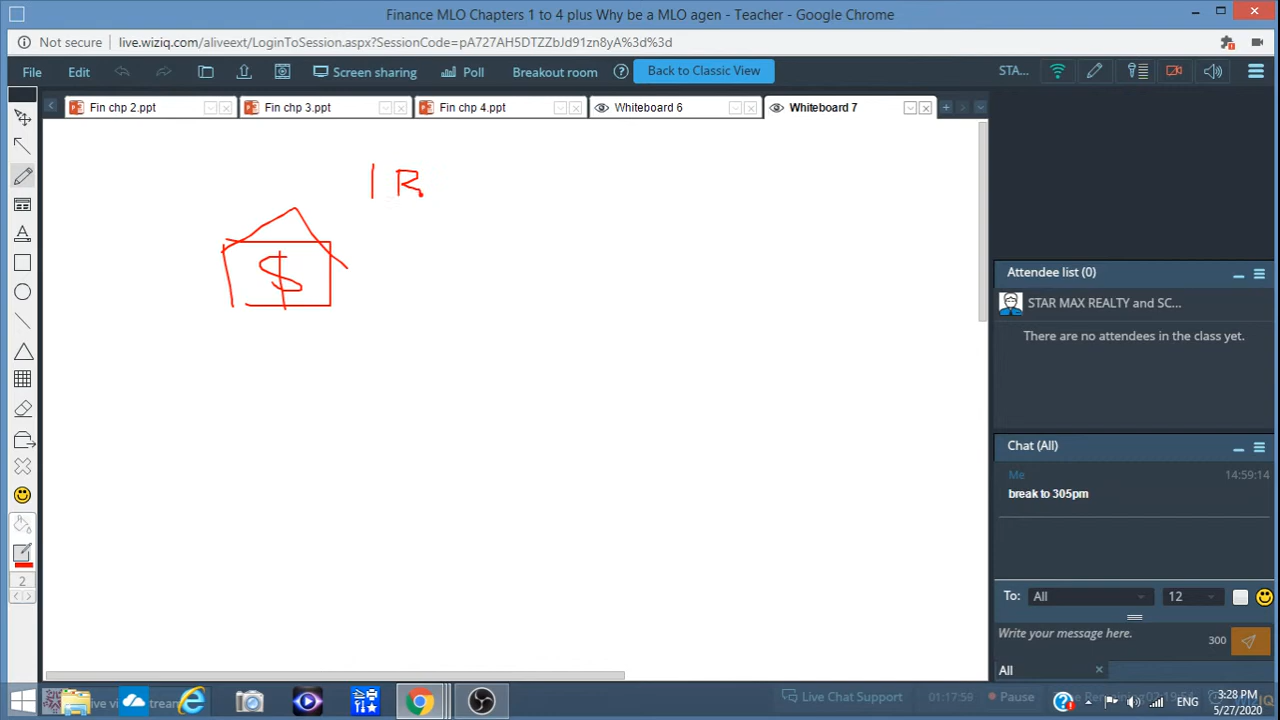 Finance MLO Chapters 1 to 4 plus Why be a MLO agen - Teacher - Google Chrome
Not secure live.wiziq.com/aliveext/LoginToSession.aspx?SessionCode=pA727AH5DTZZbJd91zn8yA%3d%3d
File Edit Screen sharing Poll Breakout room ? Back to Classic View STA...
Fin chp 2.ppt Fin chp 3.ppt Fin chp 4.ppt Whiteboard 6 Whiteboard 7
I R
$
Attendee list (0)
STAR MAX REALTY and SC...
There are no attendees in the class yet.
Chat (All)
Me 14:59:14
break to 305pm
2
To: All 12
Write your message here. 300
All
Live Chat Support 01:17:59 Pause
ENG 3:28 PM
5/27/2020